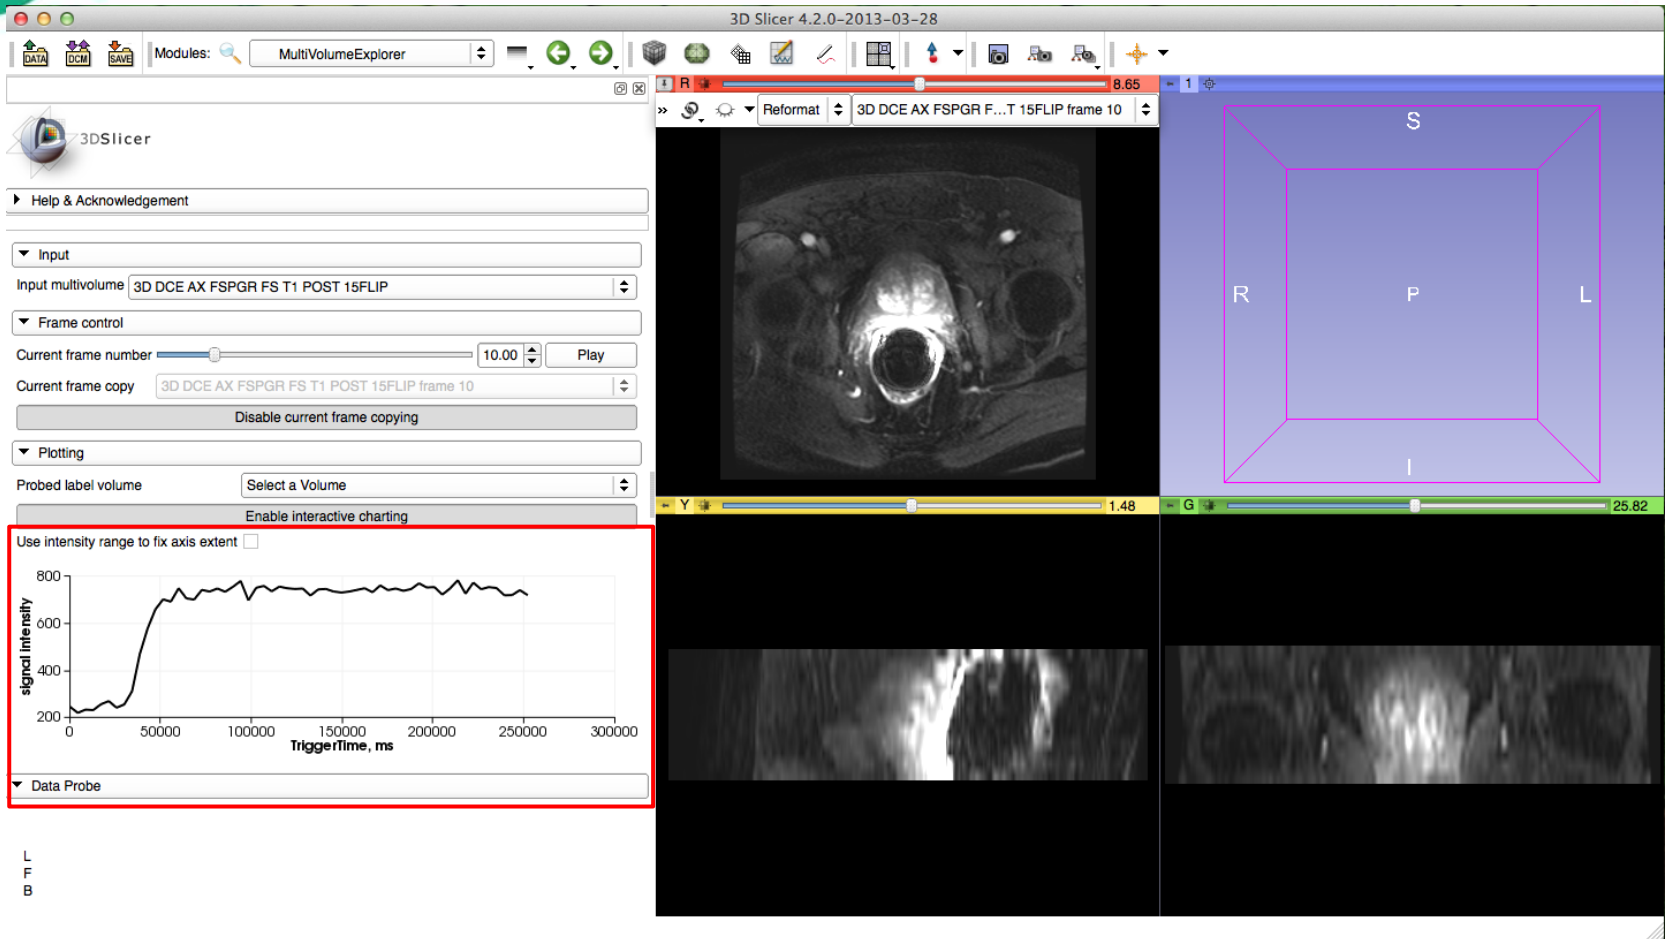 3D Slicer 4.2.0-2013-03-28
DATA DCM SAVE Modules: MultiVolumeExplorer
R 8.65
1
» Reformat 3D DCE AX FSPGR F...T 15FLIP frame 10
3DSlicer
Help & Acknowledgement
Input
Input multivolume 3D DCE AX FSPGR FS T1 POST 15FLIP
Frame control
Current frame number 10.00 Play
Current frame copy 3D DCE AX FSPGR FS T1 POST 15FLIP frame 10
Disable current frame copying
Plotting
Probed label volume Select a Volume
Enable interactive charting
Use intensity range to fix axis extent
800
600
400
200
signal intensity
0 50000 100000 150000 200000 250000 300000
TriggerTime, ms
Data Probe
L
F
B
S
R P L
I
Y 1.48
G 25.82